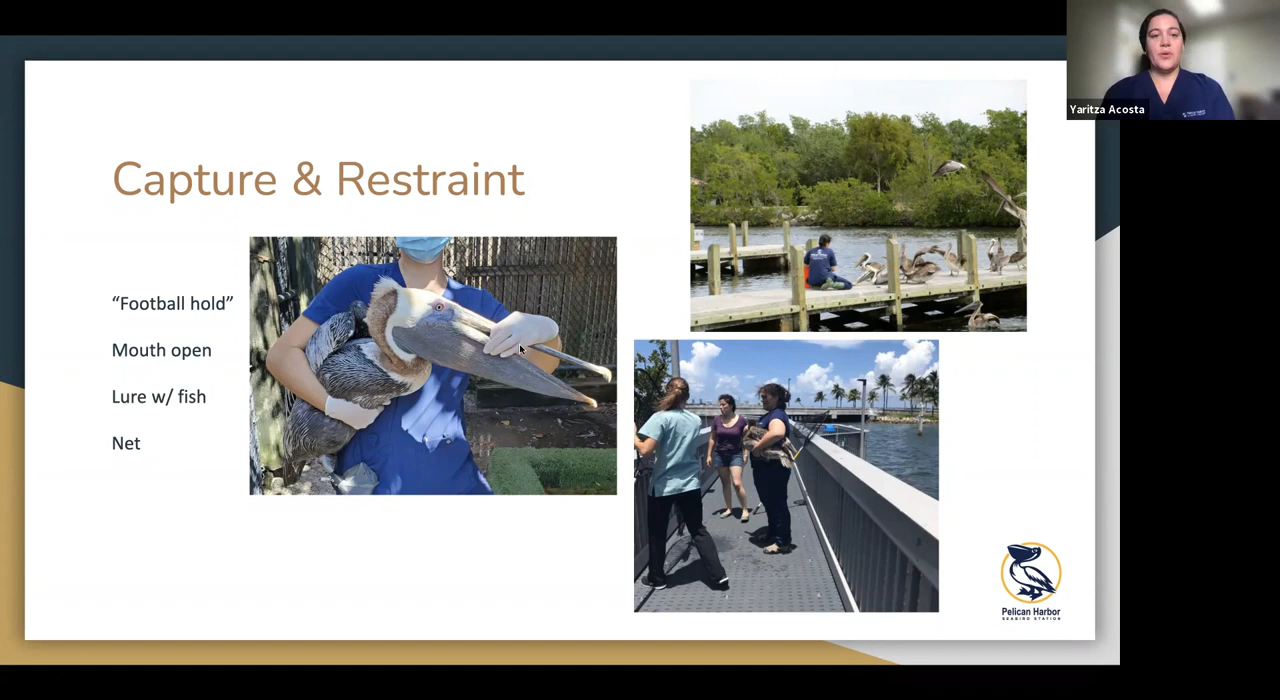 Yaritza Acosta
Capture & Restraint
“Football hold”
Mouth open
Lure w/ fish
Net
Pelican Harbor
SEABIRD STATION